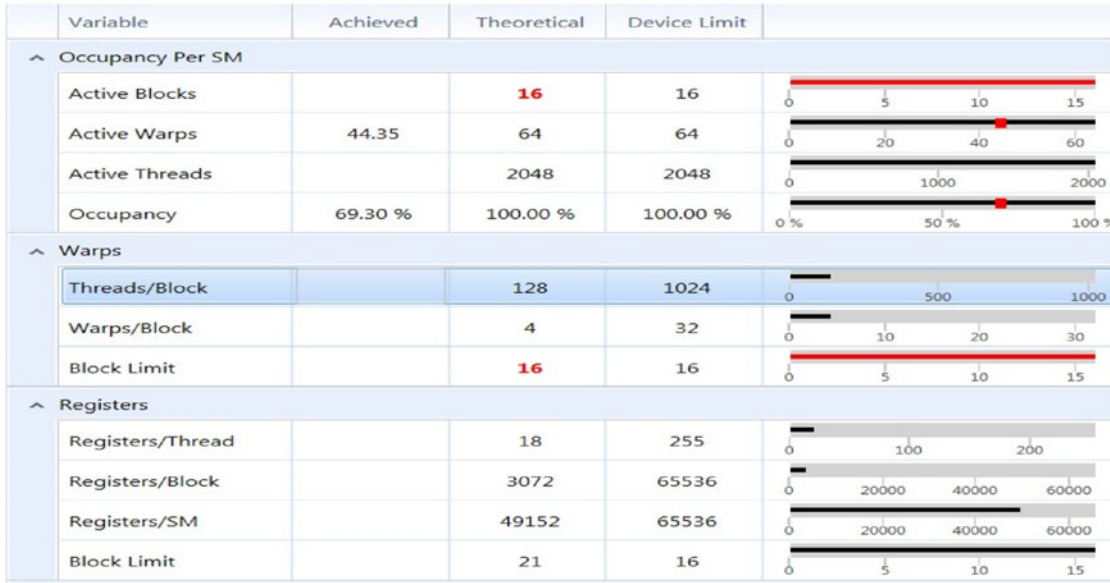 Variable Achieved Theoretical Device Limit
Occupancy Per SM
Active Blocks 16 16
0 5 10 15
Active Warps 44.35 64 64
0 20 40 60
Active Threads 2048 2048
0 1000 2000
Occupancy 69.30 % 100.00 % 100.00 %
0 % 50 % 100 %
Warps
Threads/Block 128 1024
0 500 1000
Warps/Block 4 32
0 10 20 30
Block Limit 16 16
0 5 10 15
Registers
Registers/Thread 18 255
0 100 200
Registers/Block 3072 65536
0 20000 40000 60000
Registers/SM 49152 65536
0 20000 40000 60000
Block Limit 21 16
0 5 10 15